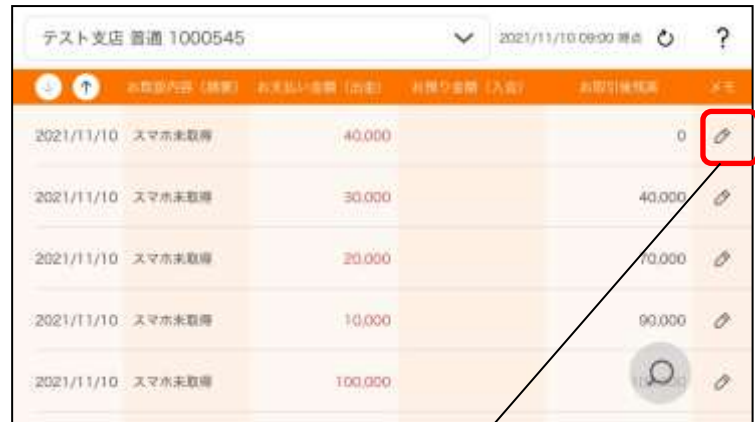 テスト支店 普通 1000545 2021/11/10 09:00 時点 ?
お取扱内容（摘要） お支払い金額（出金） お預り金額（入金） お取引後残高 メモ
2021/11/10 スマホ未取得 40,000 0
2021/11/10 スマホ未取得 30,000 40,000
2021/11/10 スマホ未取得 20,000 70,000
2021/11/10 スマホ未取得 10,000 90,000
2021/11/10 スマホ未取得 100,000